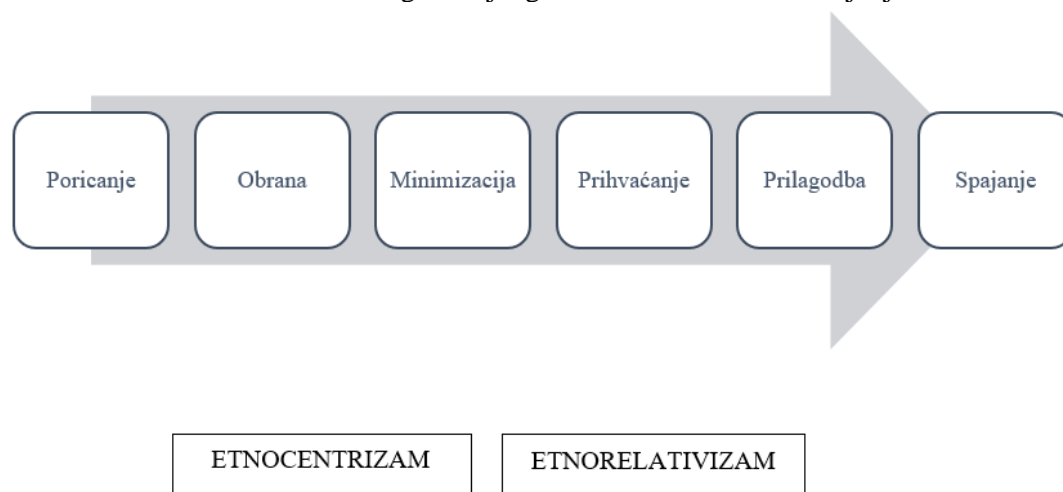 Poricanje
Obrana
Minimizacija
Prihvaćanje
Prilagodba
Spajanje
ETNOCENTRIZAM
ETNORELATIVIZAM